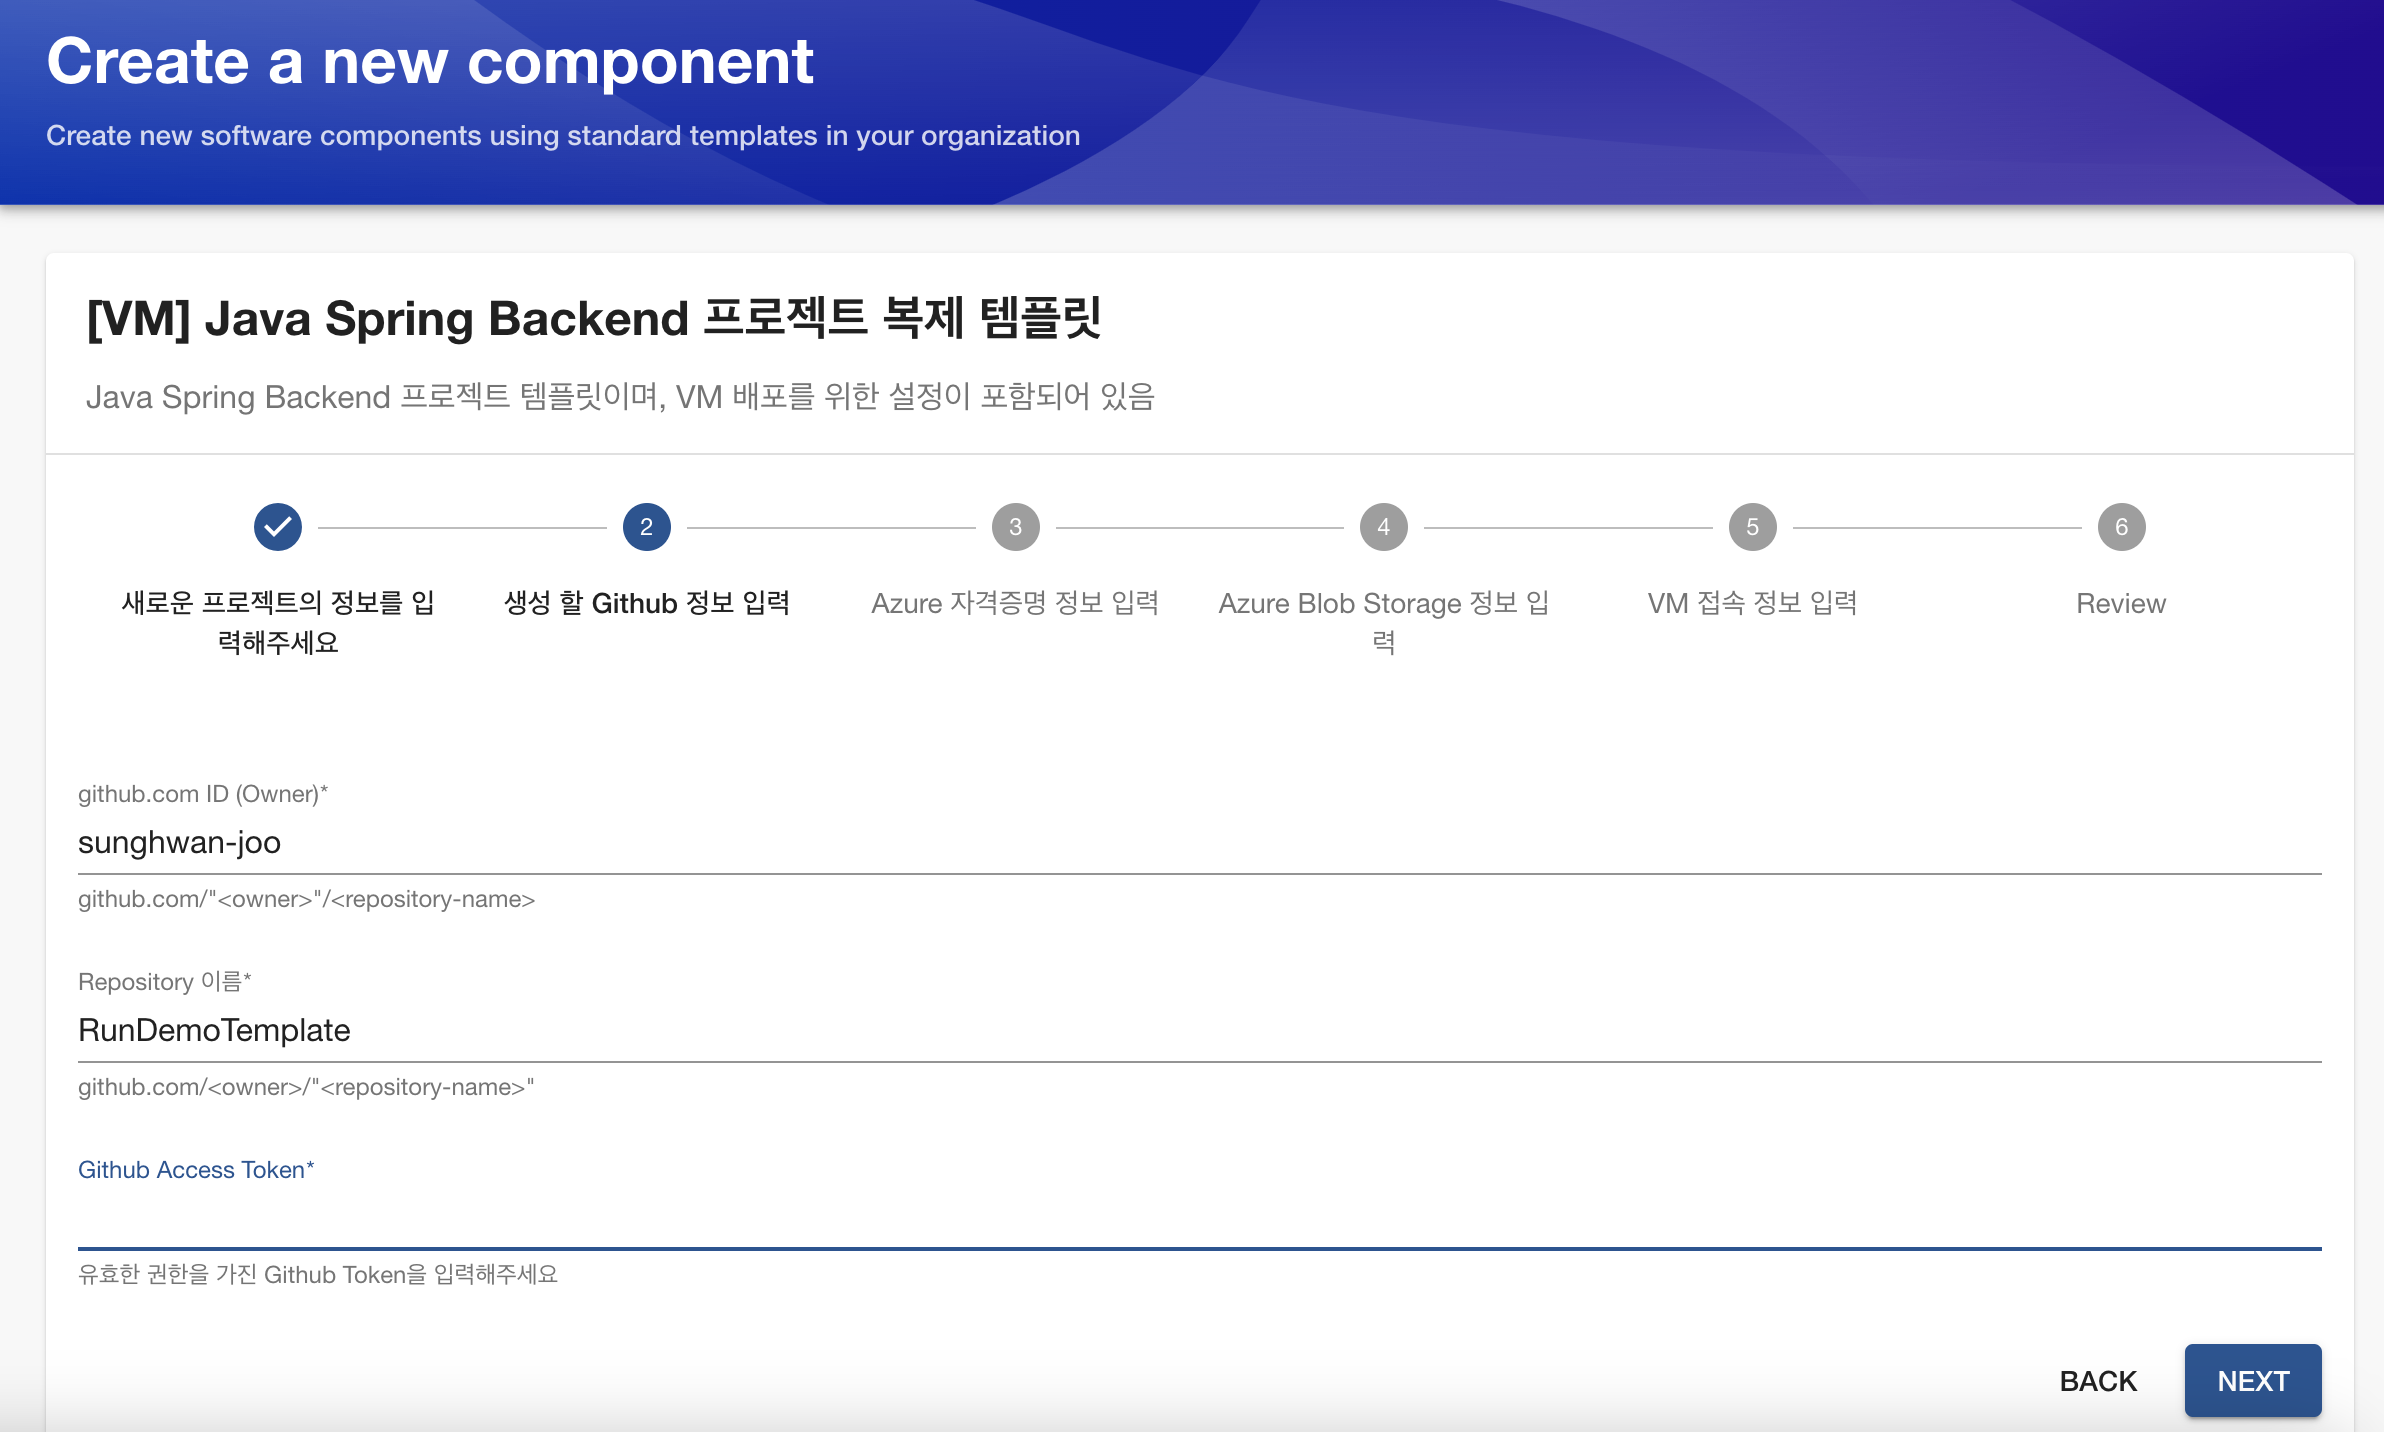 Create a new component
Create new software components using standard templates in your organization
[VM] Java Spring Backend 프로젝트 복제 템플릿
Java Spring Backend 프로젝트 템플릿이며, VM 배포를 위한 설정이 포함되어 있음
2
3
4
5
6
새로운 프로젝트의 정보를 입
력해주세요
생성 할 Github 정보 입력
Azure 자격증명 정보 입력
Azure Blob Storage 정보 입
력
VM 접속 정보 입력
Review
github.com ID (Owner)*
sunghwan-joo
github.com/"<owner>"/<repository-name>
Repository 이름*
RunDemoTemplate
github.com/<owner>/"<repository-name>"
Github Access Token*
유효한 권한을 가진 Github Token을 입력해주세요
BACK
NEXT